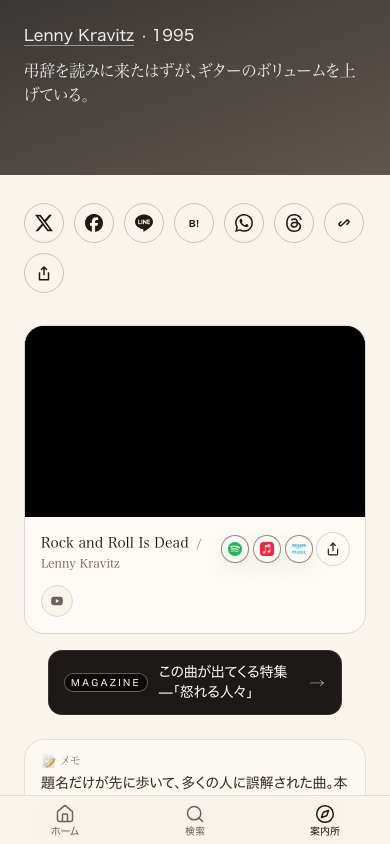 Lenny Kravitz · 1995
弔辞を読みに来たはずが、ギターのボリュームを上
げている。
LINE
B!
Rock and Roll Is Dead /
Lenny Kravitz
amazon
music
MAGAZINE
この曲が出てくる特集
—「怒れる人々」 →
📝 メモ
題名だけが先に歩いて、多くの人に誤解された曲。本
ホーム
検索
案内所